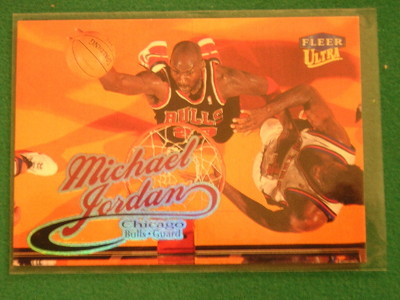 FLEER
ULTRA
BULLS
Michael
Jordan
Chicago
Bulls • Guard